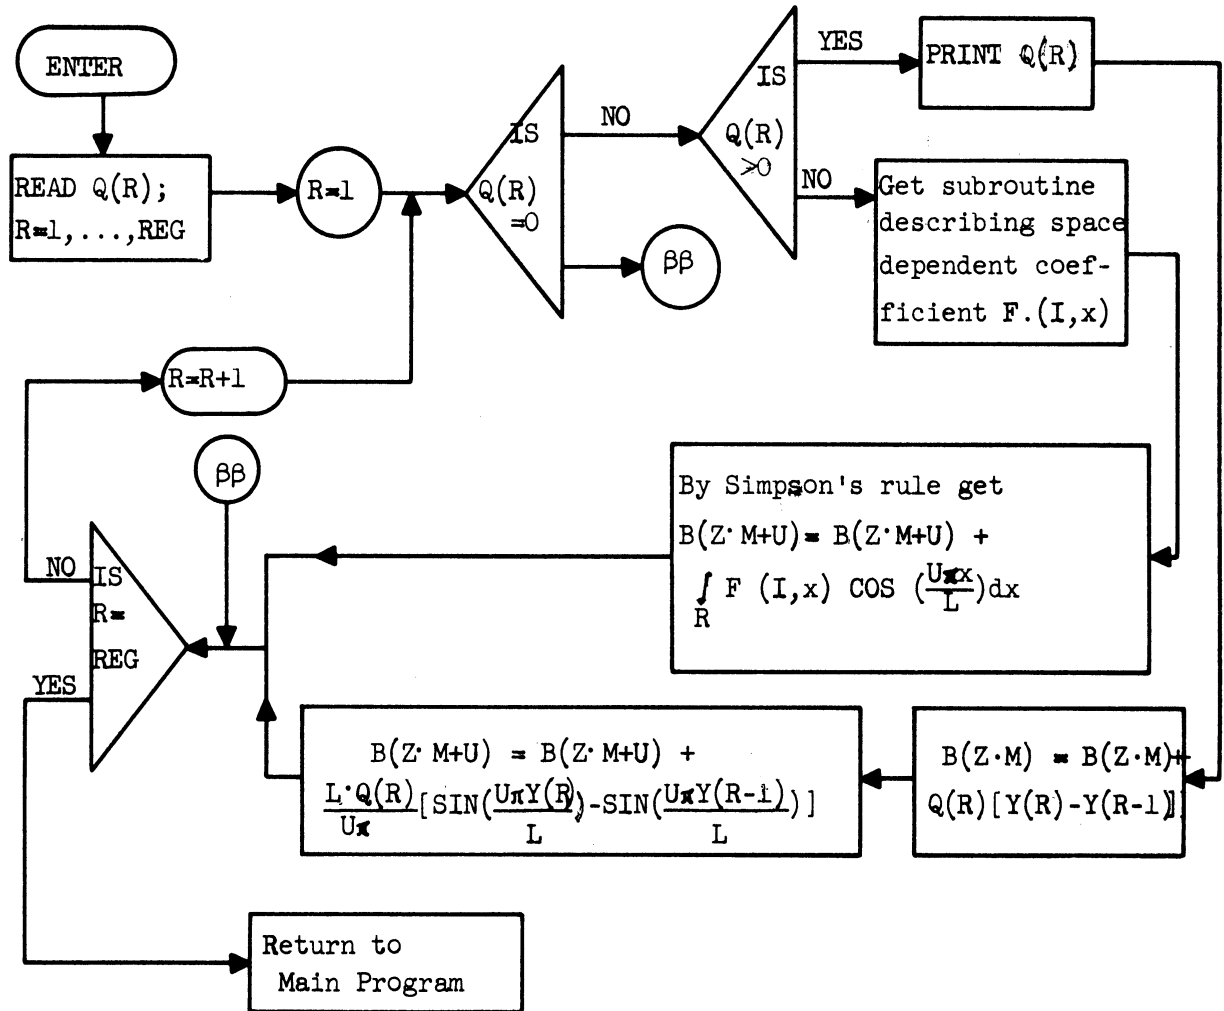 ENTER
READ Q(R);
R=1,...,REG
R=1
IS
Q(R)
=0
NO
ββ
IS
Q(R)
>0
YES
PRINT Q(R)
NO
Get subroutine
describing space
dependent coef-
ficient F.(I,x)
R=R+1
ββ
NO
IS
R=
REG
YES
By Simpson's rule get
B(Z·M+U)= B(Z·M+U) +
∫ F (I,x) COS (Uπx/L)dx
R
B(Z·M+U) = B(Z·M+U) +
L·Q(R)/Uπ [SIN(UπY(R)/L)-SIN(UπY(R-1)/L)]
B(Z·M) = B(Z·M)+
Q(R)[Y(R)-Y(R-1)]
Return to
Main Program